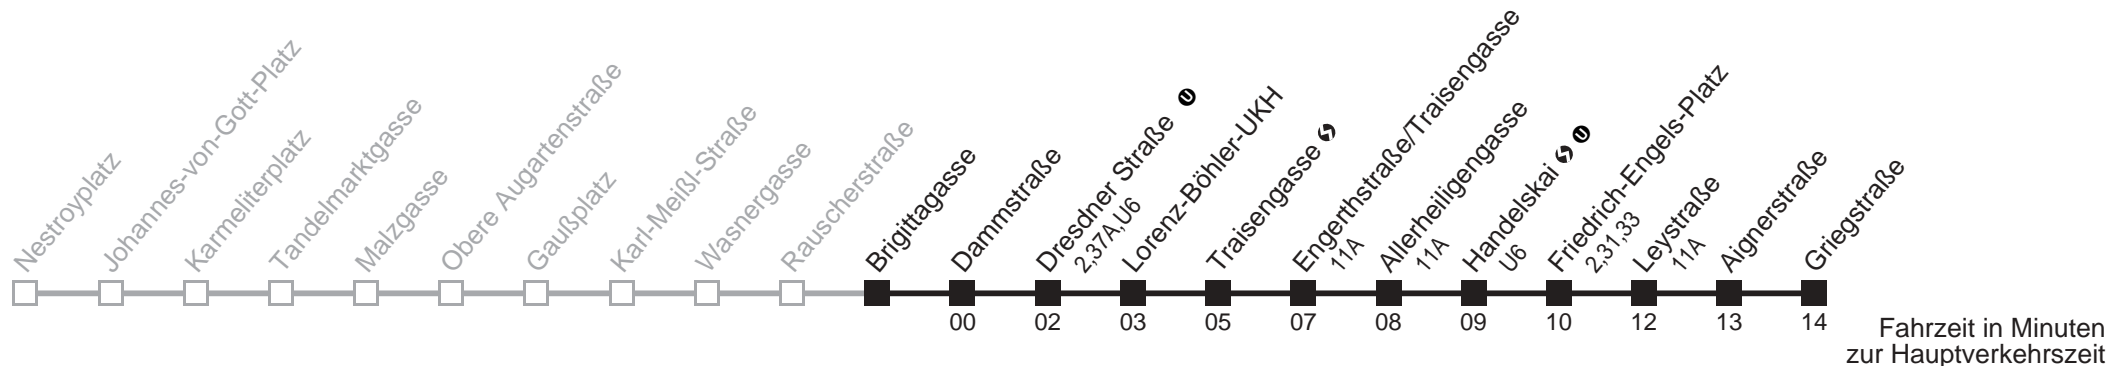 Nestroyplatz
Johannes-von-Gott-Platz
Karmeliterplatz
Tandelmarktgasse
Malzgasse
Obere Augartenstraße
Gaußplatz
Karl-Meißl-Straße
Wasnergasse
Rauscherstraße
Brigittagasse
Dammstraße
Dresdner Straße U
2,37A,U6
Lorenz-Böhler-UKH
Traisengasse S
Engerthstraße/Traisengasse
11A
Allerheiligengasse
11A
Handelskai S U
U6
Friedrich-Engels-Platz
2,31,33
Leystraße
11A
Aignerstraße
Griegstraße
00 02 03 05 07 08 09 10 12 13 14
Fahrzeit in Minuten
zur Hauptverkehrszeit